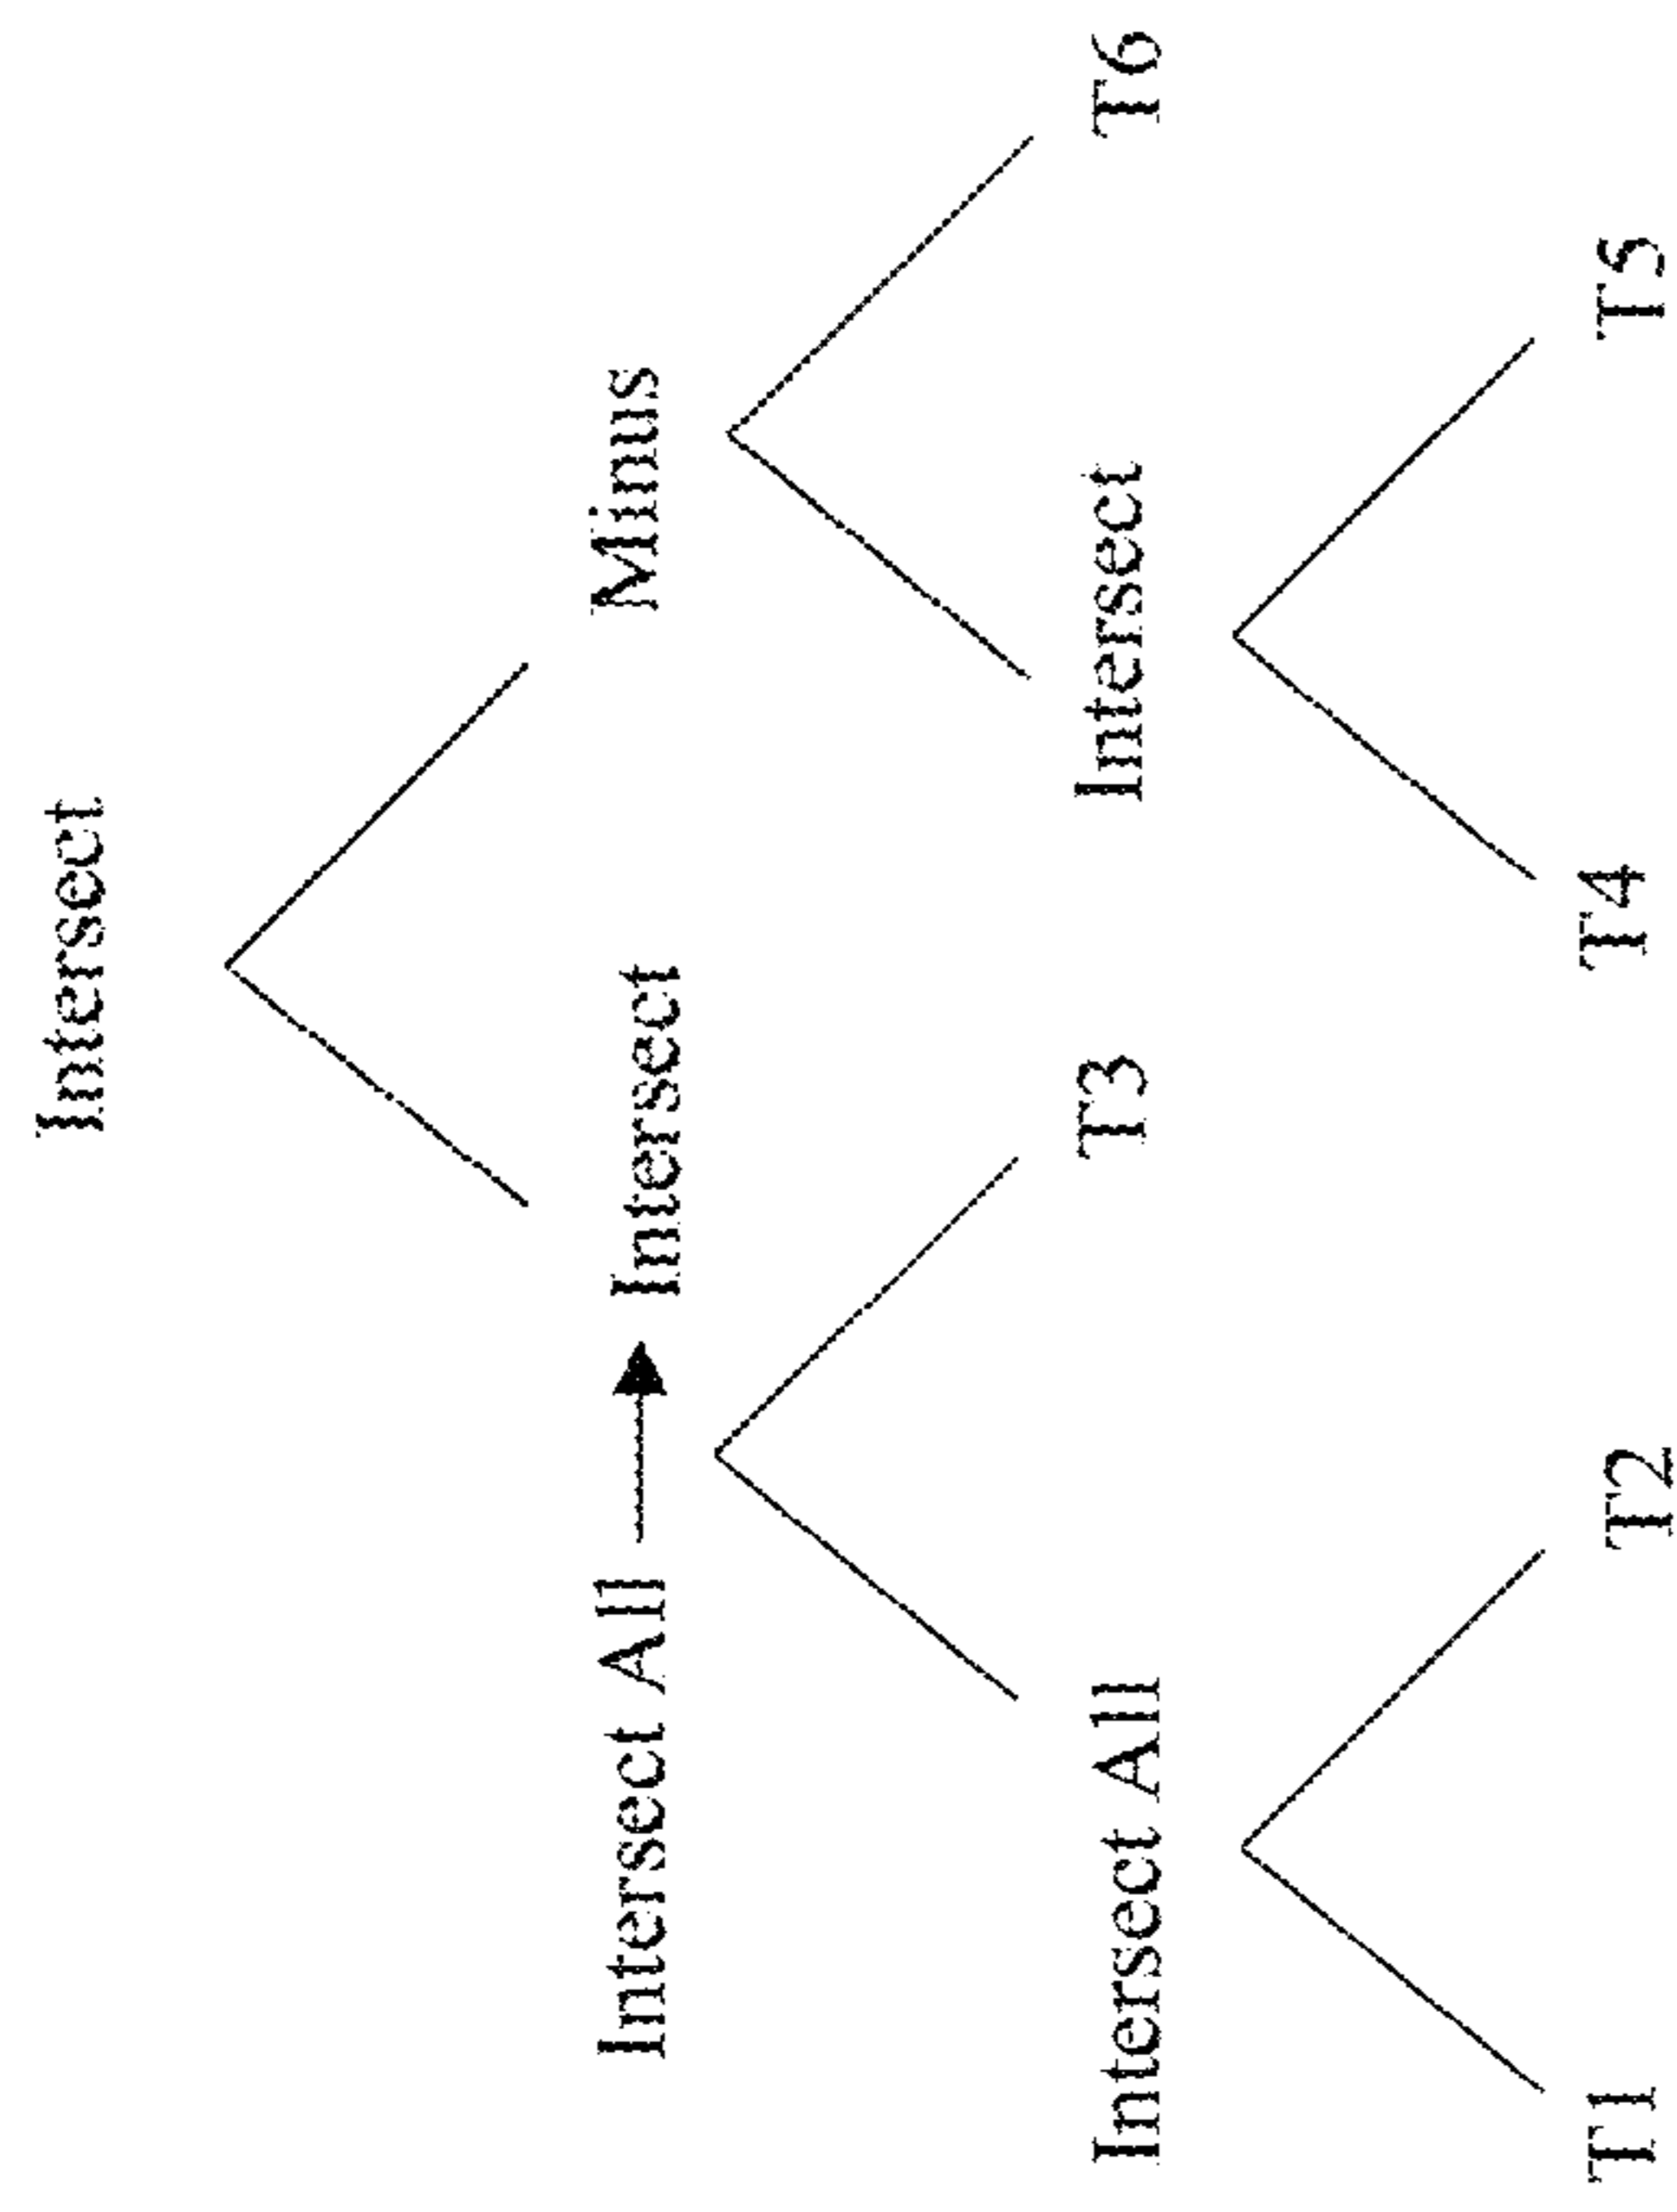 Intersect
Intersect All → Intersect
Minus
Intersect All
T3
Intersect
T6
T1
T2
T4
T5